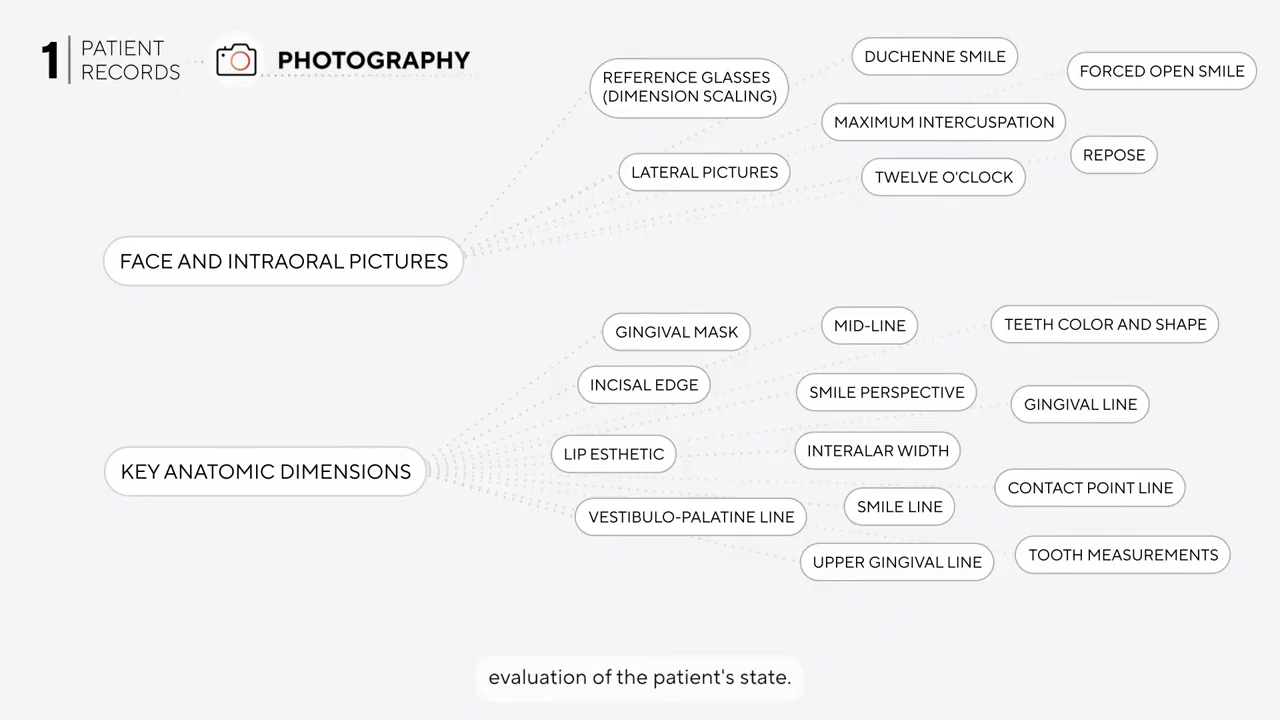 1
PATIENT
RECORDS
PHOTOGRAPHY
FACE AND INTRAORAL PICTURES
REFERENCE GLASSES
(DIMENSION SCALING)
LATERAL PICTURES
DUCHENNE SMILE
MAXIMUM INTERCUSPATION
TWELVE O'CLOCK
FORCED OPEN SMILE
REPOSE
KEY ANATOMIC DIMENSIONS
GINGIVAL MASK
INCISAL EDGE
LIP ESTHETIC
VESTIBULO-PALATINE LINE
MID-LINE
SMILE PERSPECTIVE
INTERALAR WIDTH
SMILE LINE
UPPER GINGIVAL LINE
TEETH COLOR AND SHAPE
GINGIVAL LINE
CONTACT POINT LINE
TOOTH MEASUREMENTS
evaluation of the patient's state.